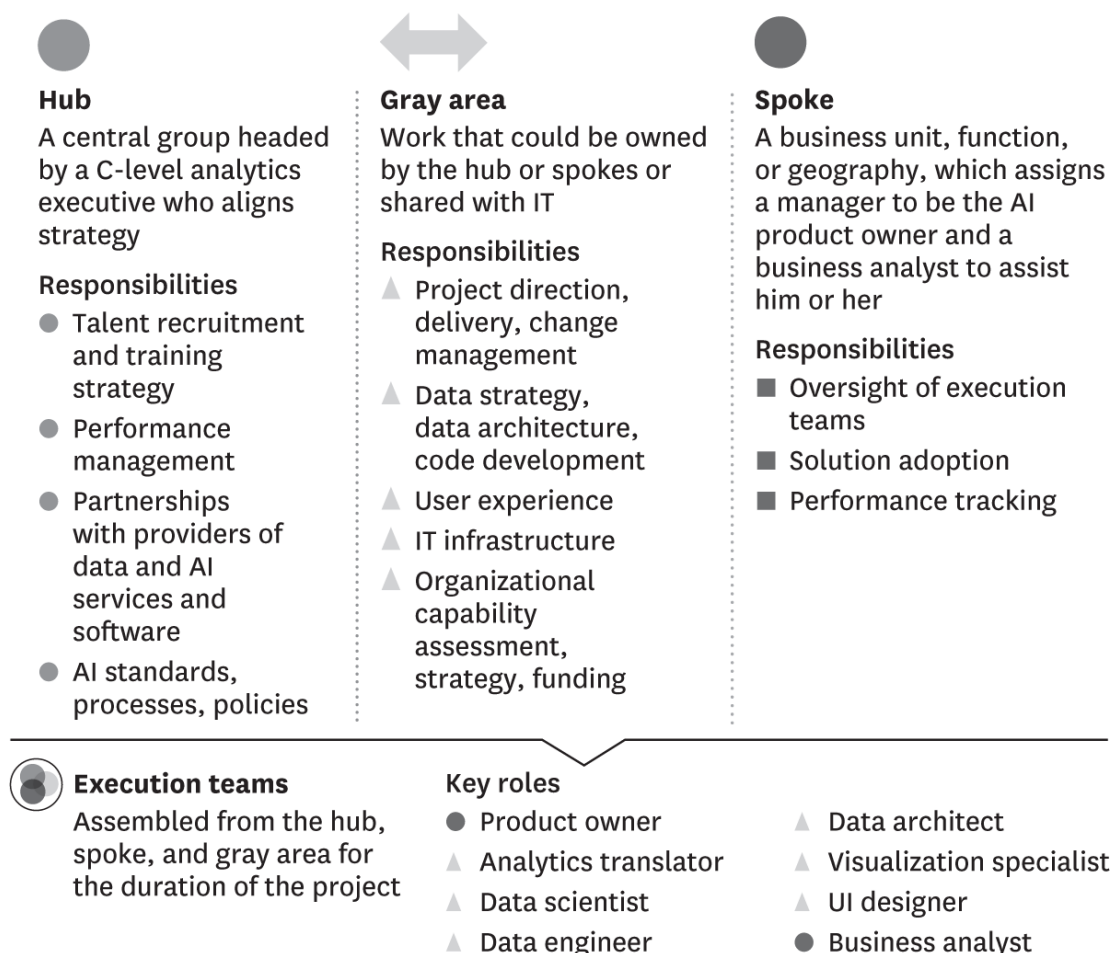 Hub
A central group headed
by a C-level analytics
executive who aligns
strategy
Responsibilities
Talent recruitment
and training
strategy
Performance
management
Partnerships
with providers of
data and AI
services and
software
AI standards,
processes, policies
Gray area
Work that could be owned
by the hub or spokes or
shared with IT
Responsibilities
Project direction,
delivery, change
management
Data strategy,
data architecture,
code development
User experience
IT infrastructure
Organizational
capability
assessment,
strategy, funding
Spoke
A business unit, function,
or geography, which assigns
a manager to be the AI
product owner and a
business analyst to assist
him or her
Responsibilities
Oversight of execution
teams
Solution adoption
Performance tracking
Execution teams
Assembled from the hub,
spoke, and gray area for
the duration of the project
Key roles
Product owner
Analytics translator
Data scientist
Data engineer
Data architect
Visualization specialist
UI designer
Business analyst